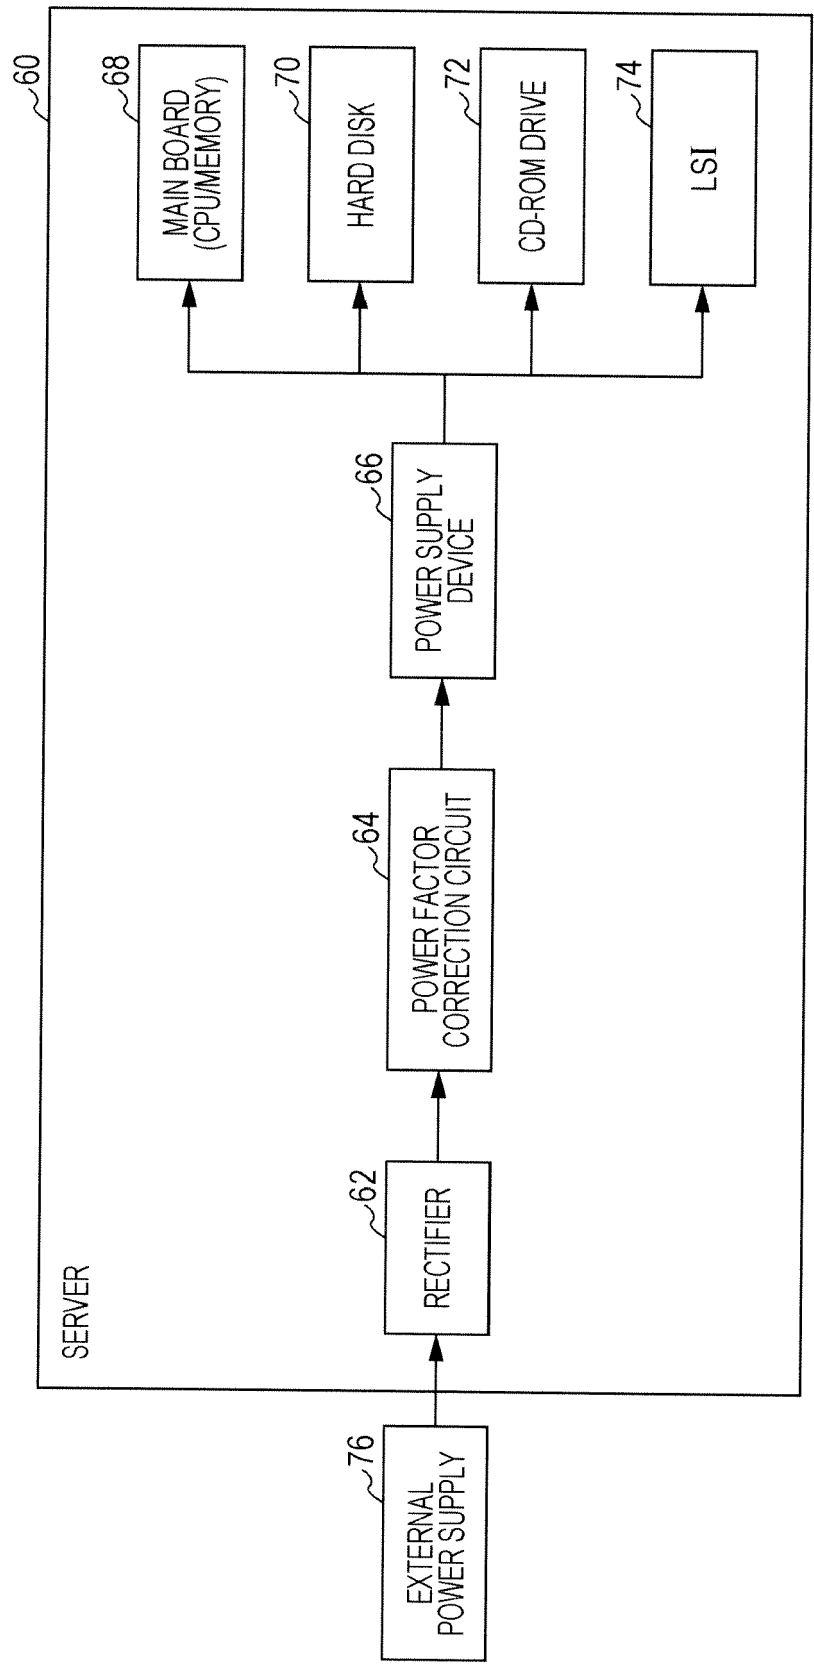 60
SERVER
76
EXTERNAL
POWER SUPPLY
62
RECTIFIER
64
POWER FACTOR
CORRECTION CIRCUIT
66
POWER SUPPLY
DEVICE
68
MAIN BOARD
(CPU/MEMORY)
70
HARD DISK
72
CD-ROM DRIVE
74
LSI